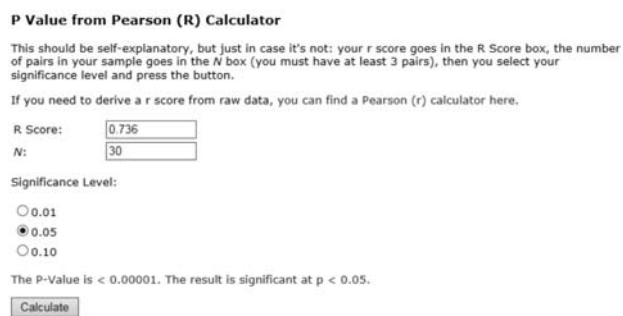 P Value from Pearson (R) Calculator
This should be self-explanatory, but just in case it's not: your r score goes in the R Score box, the number
of pairs in your sample goes in the N box (you must have at least 3 pairs), then you select your
significance level and press the button.
If you need to derive a r score from raw data, you can find a Pearson (r) calculator here.
R Score: 0.736
N: 30
Significance Level:
0.01
0.05
0.10
The P-Value is < 0.00001. The result is significant at p < 0.05.
Calculate